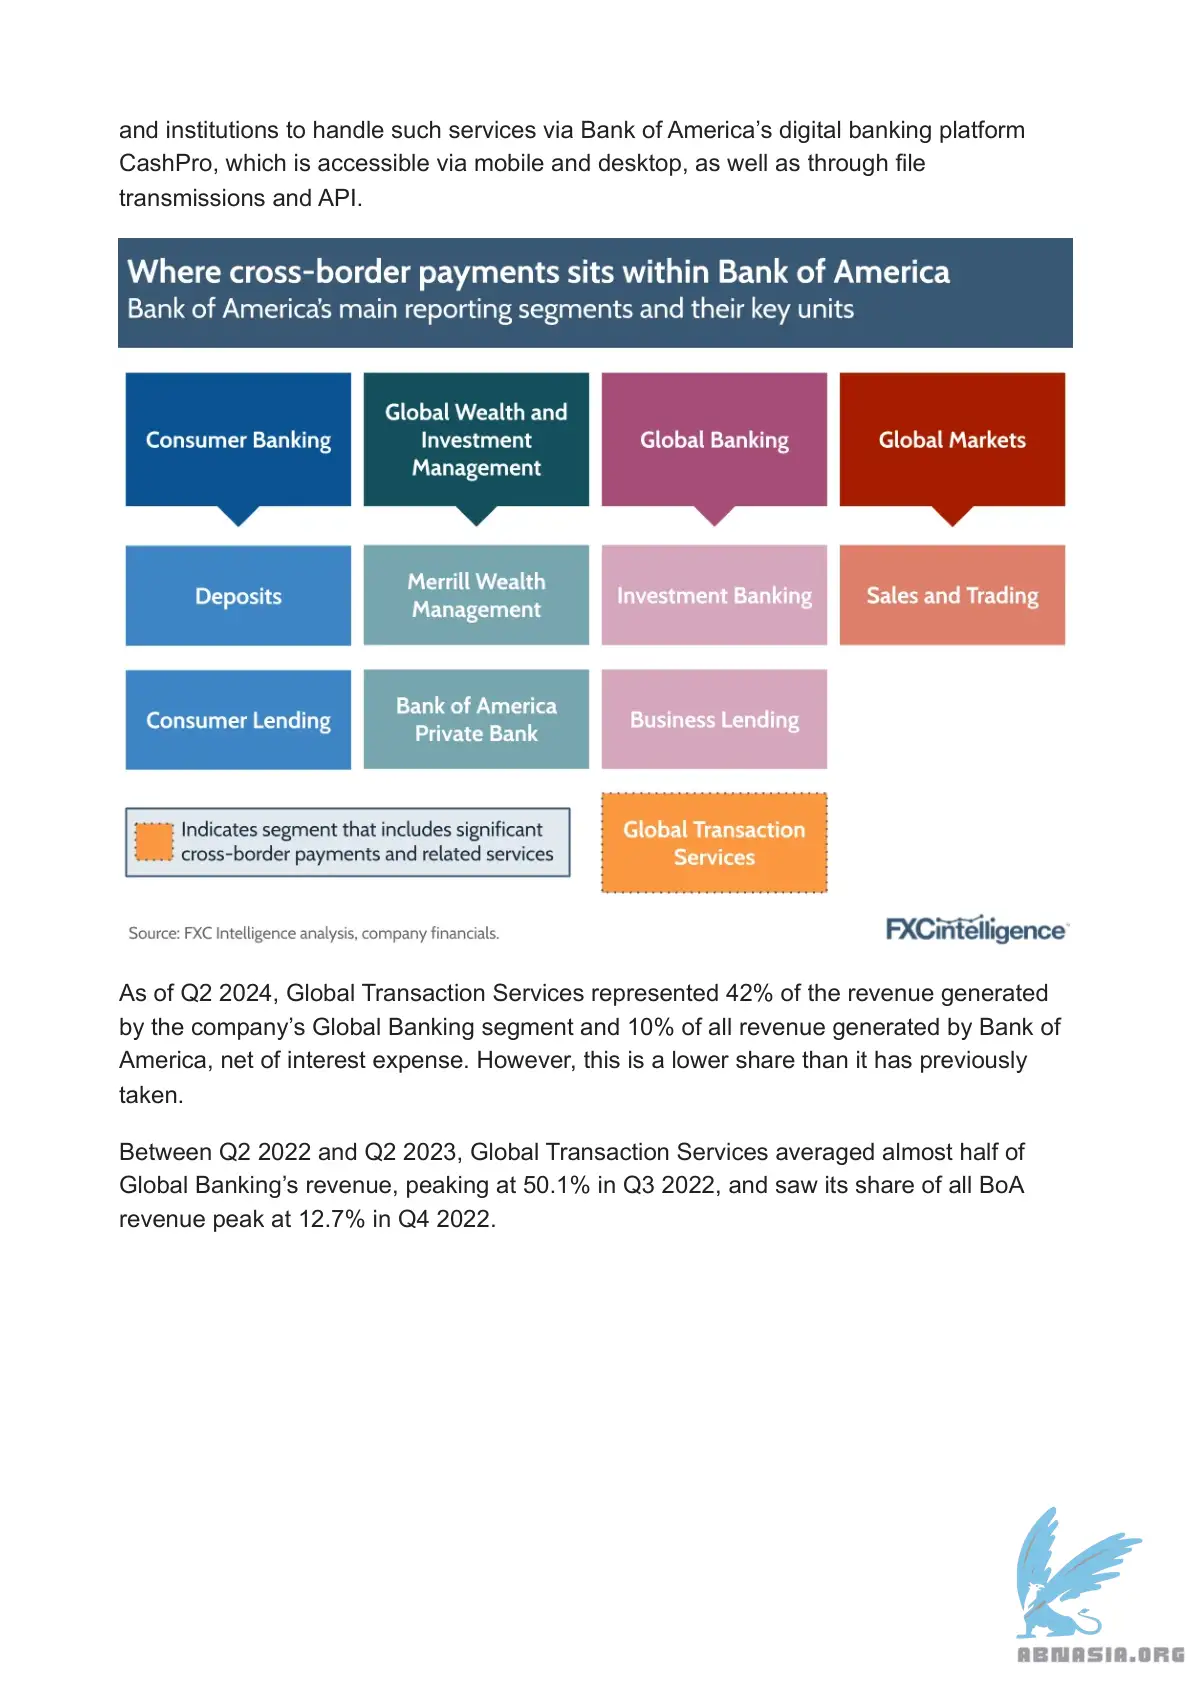 and institutions to handle such services via Bank of America’s digital banking platform
CashPro, which is accessible via mobile and desktop, as well as through file
transmissions and API.
Where cross-border payments sits within Bank of America
Bank of America’s main reporting segments and their key units
Consumer Banking
Global Wealth and
Investment
Management
Global Banking
Global Markets
Deposits
Merrill Wealth
Management
Investment Banking
Sales and Trading
Consumer Lending
Bank of America
Private Bank
Business Lending
Indicates segment that includes significant
cross-border payments and related services
Global Transaction
Services
Source: FXC Intelligence analysis, company financials.
FXCintelligence™
As of Q2 2024, Global Transaction Services represented 42% of the revenue generated
by the company’s Global Banking segment and 10% of all revenue generated by Bank of
America, net of interest expense. However, this is a lower share than it has previously
taken.
Between Q2 2022 and Q2 2023, Global Transaction Services averaged almost half of
Global Banking’s revenue, peaking at 50.1% in Q3 2022, and saw its share of all BoA
revenue peak at 12.7% in Q4 2022.
ABNASIA.ORG